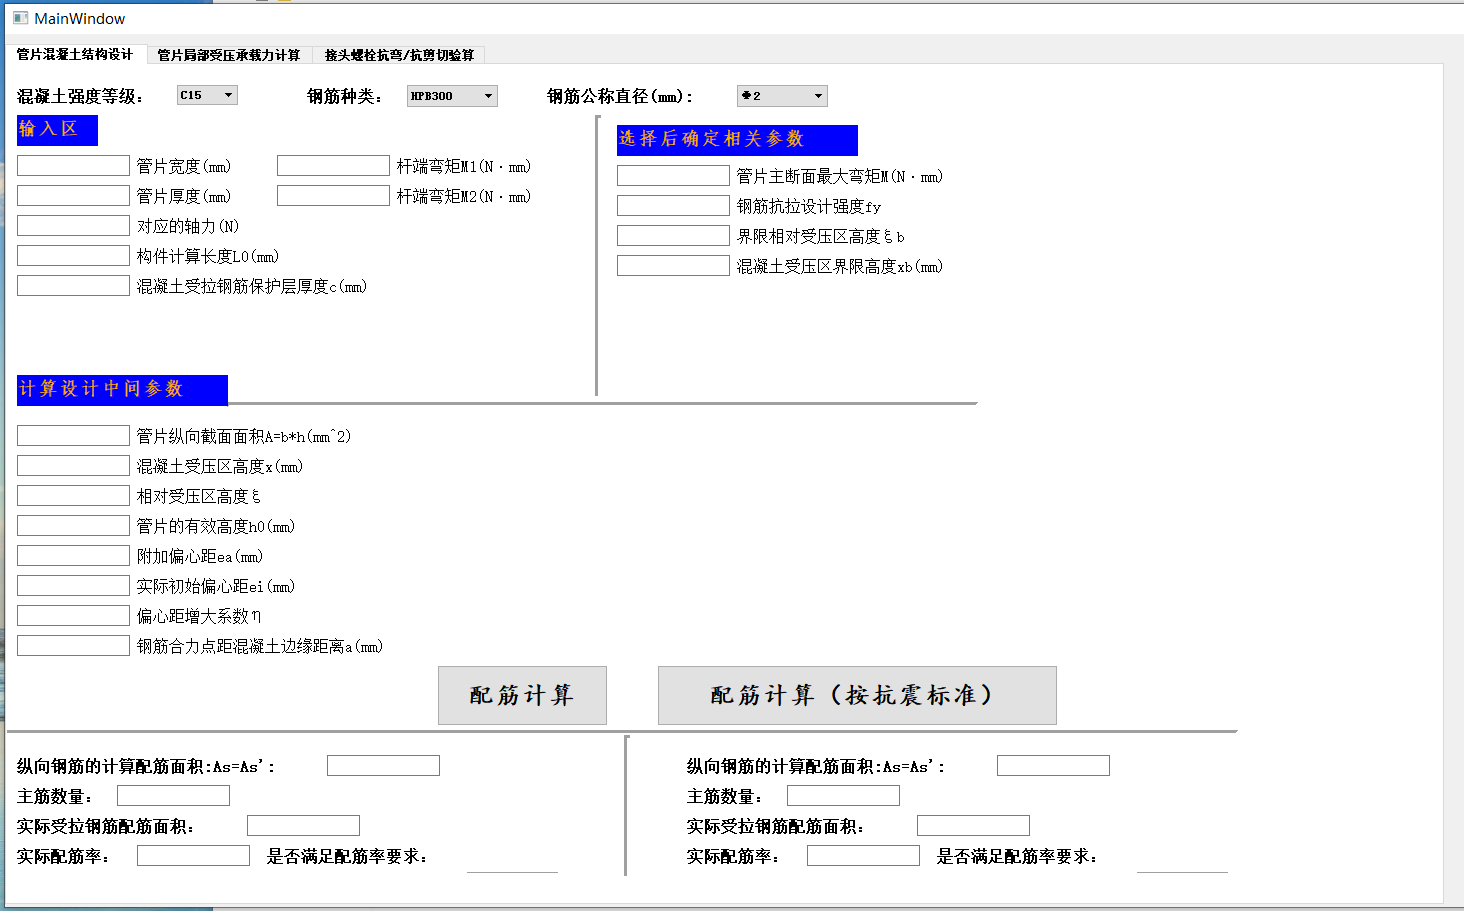 MainWindow
管片混凝土结构设计 管片局部受压承载力计算 接头螺栓抗弯/抗剪切验算
混凝土强度等级： C15 钢筋种类： HPB300 钢筋公称直径(mm)： Φ2
输入区
选择后确定相关参数
管片宽度(mm) 杆端弯矩M1(N·mm)
管片厚度(mm) 杆端弯矩M2(N·mm)
对应的轴力(N)
构件计算长度L0(mm)
混凝土受拉钢筋保护层厚度c(mm)
管片主断面最大弯矩M(N·mm)
钢筋抗拉设计强度fy
界限相对受压区高度ξb
混凝土受压区界限高度xb(mm)
计算设计中间参数
管片纵向截面面积A=b*h(mm^2)
混凝土受压区高度x(mm)
相对受压区高度ξ
管片的有效高度h0(mm)
附加偏心距ea(mm)
实际初始偏心距ei(mm)
偏心距增大系数η
钢筋合力点距混凝土边缘距离a(mm)
配筋计算 配筋计算（按抗震标准）
纵向钢筋的计算配筋面积:As=As'：
主筋数量：
实际受拉钢筋配筋面积：
实际配筋率： 是否满足配筋率要求：
纵向钢筋的计算配筋面积:As=As'：
主筋数量：
实际受拉钢筋配筋面积：
实际配筋率： 是否满足配筋率要求：